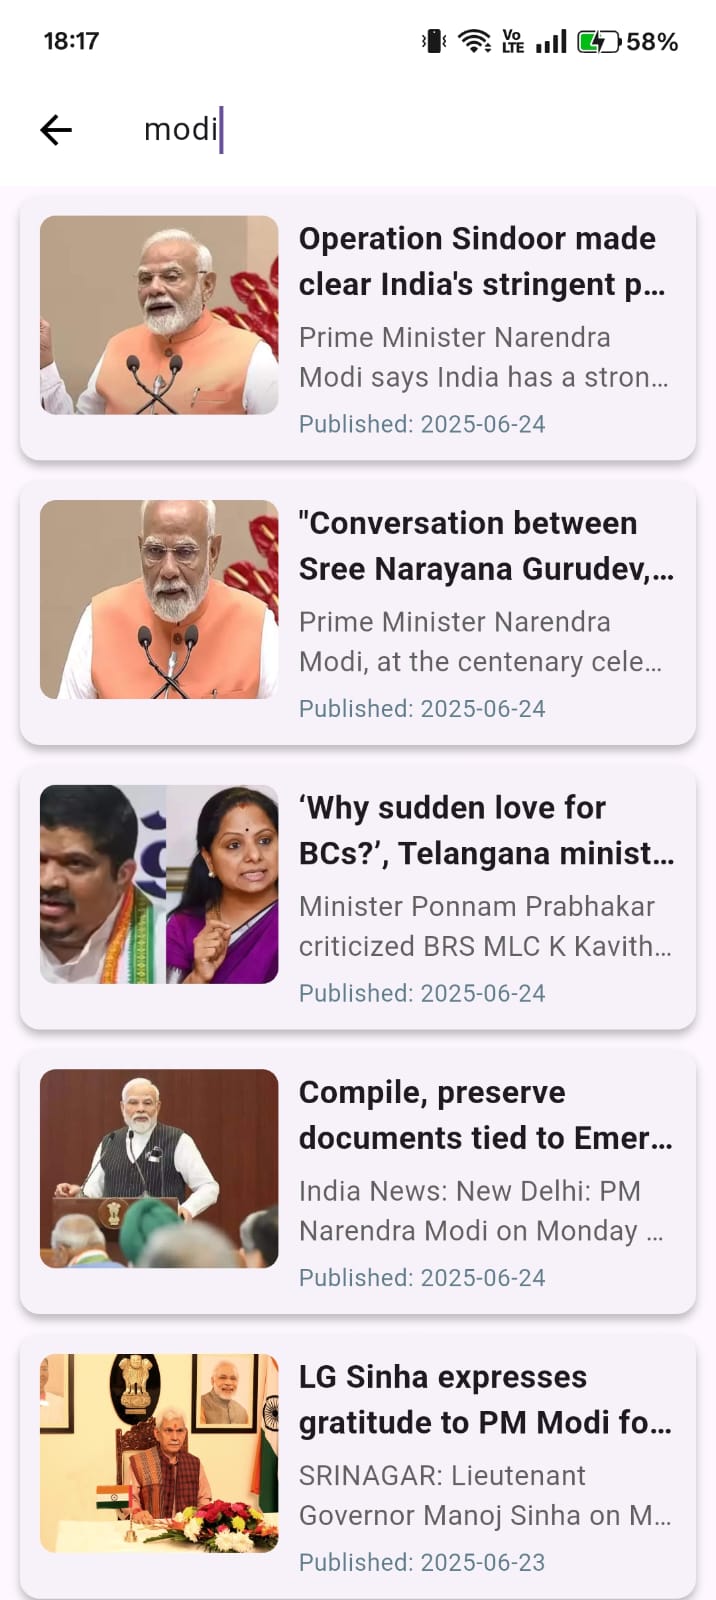 18:17
Vo
LTE
58%
modi
Operation Sindoor made
clear India's stringent p...
Prime Minister Narendra
Modi says India has a stron...
Published: 2025-06-24
"Conversation between
Sree Narayana Gurudev,...
Prime Minister Narendra
Modi, at the centenary cele...
Published: 2025-06-24
‘Why sudden love for
BCs?’, Telangana minist...
Minister Ponnam Prabhakar
criticized BRS MLC K Kavith...
Published: 2025-06-24
Compile, preserve
documents tied to Emer...
India News: New Delhi: PM
Narendra Modi on Monday ...
Published: 2025-06-24
LG Sinha expresses
gratitude to PM Modi fo...
SRINAGAR: Lieutenant
Governor Manoj Sinha on M...
Published: 2025-06-23